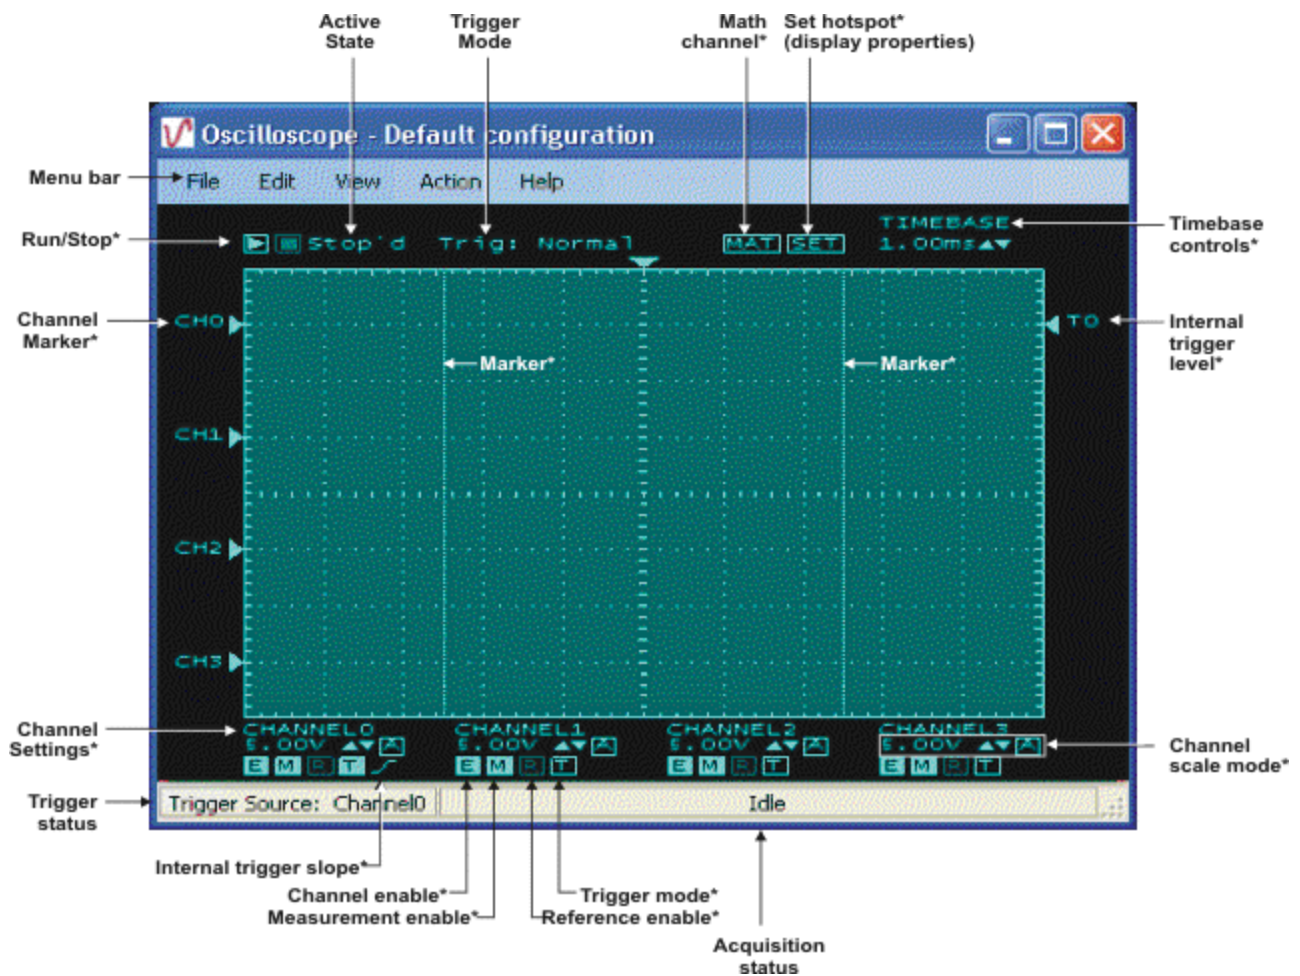 Active State
Trigger Mode
Math channel*
Set hotspot* (display properties)
Oscilloscope - Default configuration
Menu bar
File Edit View Action Help
Run/Stop*
Stop'd Trig: Normal MAT SET
TIMEBASE
1.00ms
Timebase controls*
Channel Marker*
CH0
T0
Internal trigger level*
Marker*
Marker*
CH1
CH2
CH3
Channel Settings*
CHANNEL0 CHANNEL1 CHANNEL2 CHANNEL3
5.00V A 5.00V A 5.00V A 5.00V A
E M R T E M R T E M R T E M R T
Channel scale mode*
Trigger status
Trigger Source: Channel0
Idle
Internal trigger slope*
Channel enable*
Trigger mode*
Measurement enable*
Reference enable*
Acquisition status